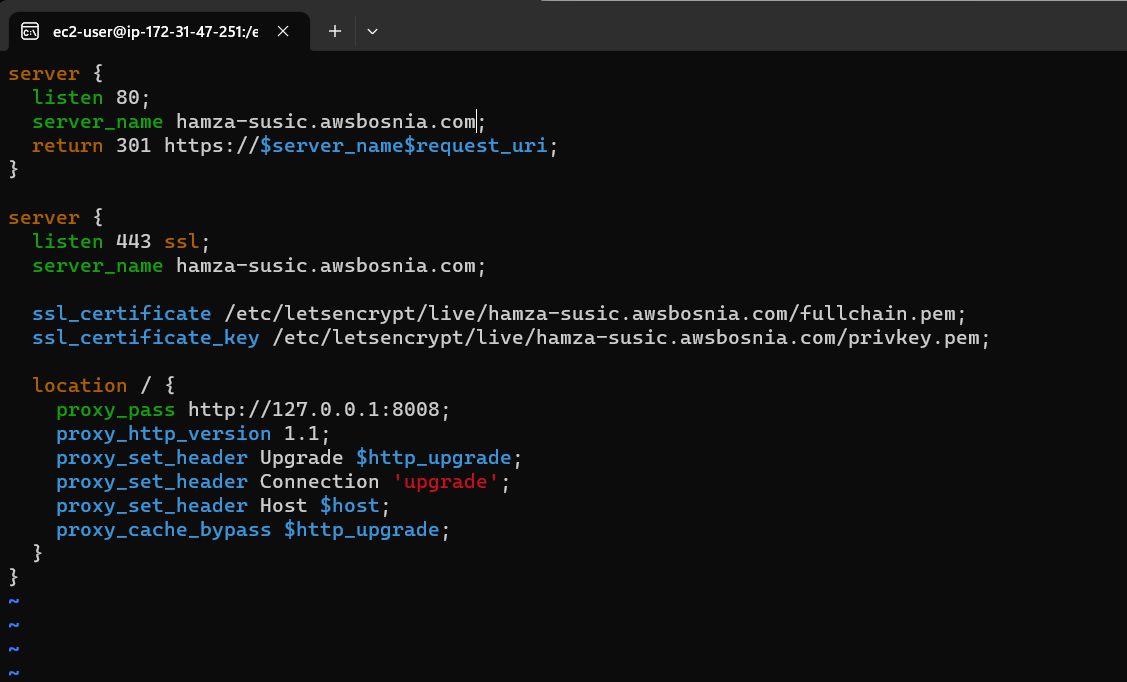 ec2-user@ip-172-31-47-251:/e
server {
  listen 80;
  server_name hamza-susic.awsbosnia.com;
  return 301 https://$server_name$request_uri;
}

server {
  listen 443 ssl;
  server_name hamza-susic.awsbosnia.com;

  ssl_certificate /etc/letsencrypt/live/hamza-susic.awsbosnia.com/fullchain.pem;
  ssl_certificate_key /etc/letsencrypt/live/hamza-susic.awsbosnia.com/privkey.pem;

  location / {
    proxy_pass http://127.0.0.1:8008;
    proxy_http_version 1.1;
    proxy_set_header Upgrade $http_upgrade;
    proxy_set_header Connection 'upgrade';
    proxy_set_header Host $host;
    proxy_cache_bypass $http_upgrade;
  }
}
~
~
~
~